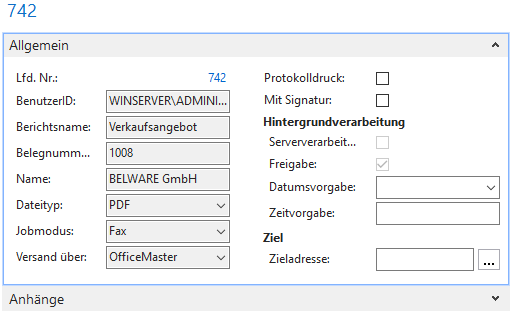 742
Allgemein
Lfd. Nr.: 742
BenutzerID: WINSERVER\ADMINI...
Berichtsname: Verkaufsangebot
Belegnumm... 1008
Name: BELWARE GmbH
Dateityp: PDF
Jobmodus: Fax
Versand über: OfficeMaster
Protokolldruck:
Mit Signatur:
Hintergrundverarbeitung
Serververarbeit...
Freigabe:
Datumsvorgabe:
Zeitvorgabe:
Ziel
Zieladresse: ...
Anhänge